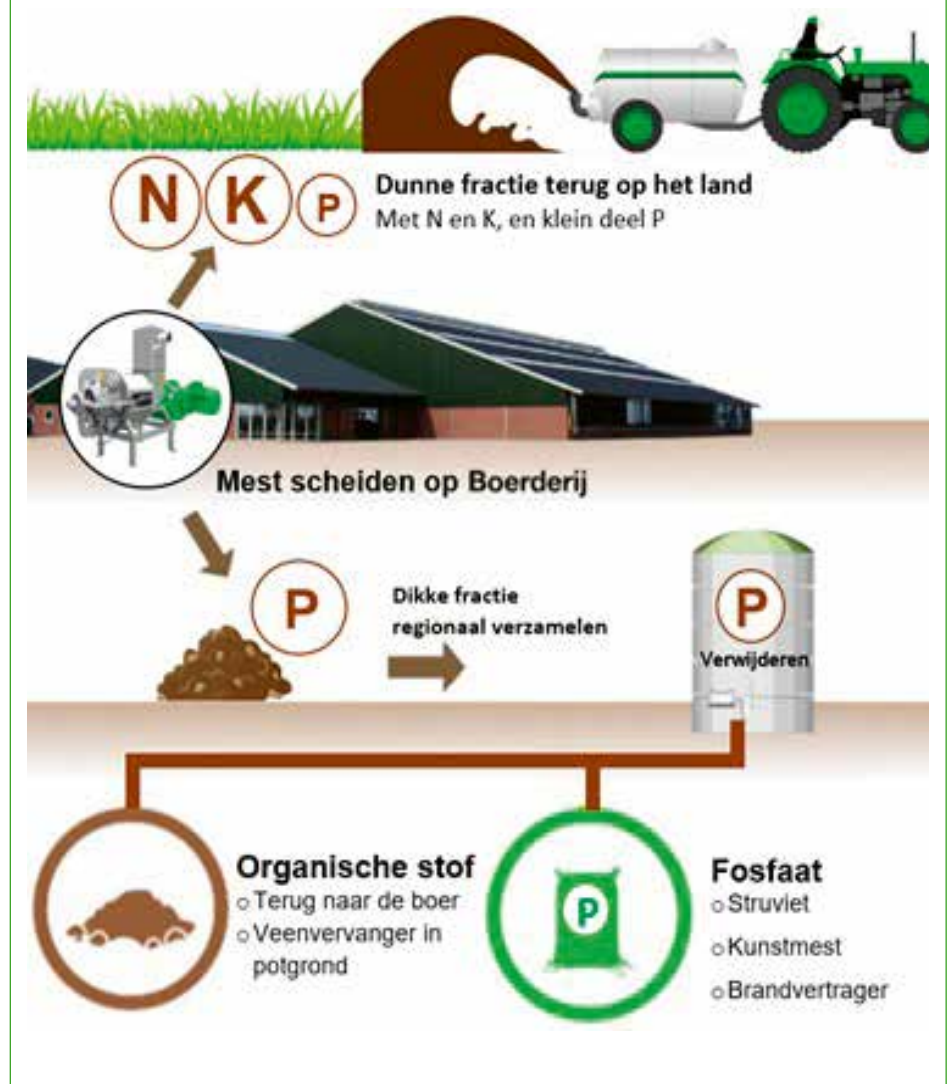 N K P
Dunne fractie terug op het land
Met N en K, en klein deel P
Mest scheiden op Boerderij
P
Dikke fractie
regionaal verzamelen
P
Verwijderen
Organische stof
○ Terug naar de boer
○ Veenvervanger in
potgrond
P
Fosfaat
○ Struviet
○ Kunstmest
○ Brandvertrager